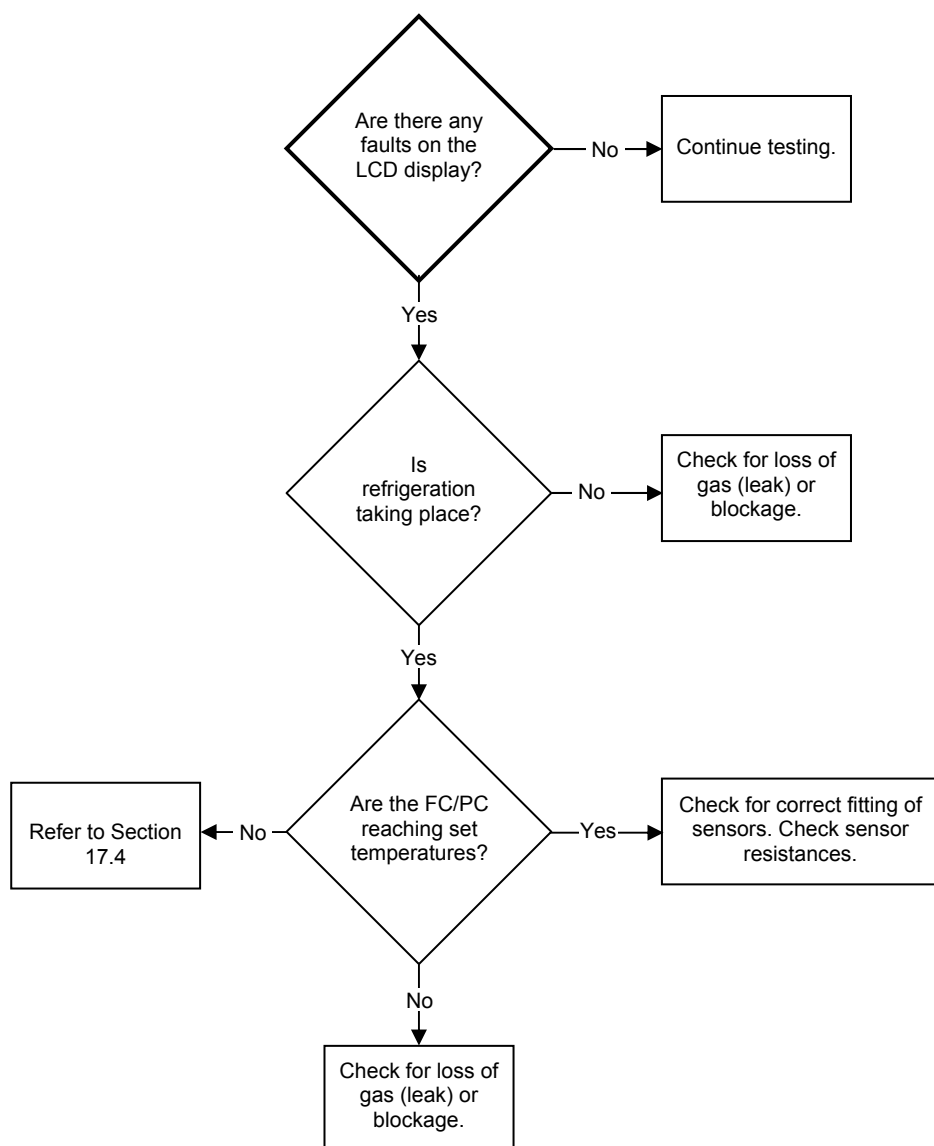 Are there any
faults on the
LCD display?
No
Continue testing.
Yes
Is
refrigeration
taking place?
No
Check for loss of
gas (leak) or
blockage.
Yes
Are the FC/PC
reaching set
temperatures?
No
Refer to Section
17.4
Yes
Check for correct fitting of
sensors. Check sensor
resistances.
No
Check for loss of
gas (leak) or
blockage.